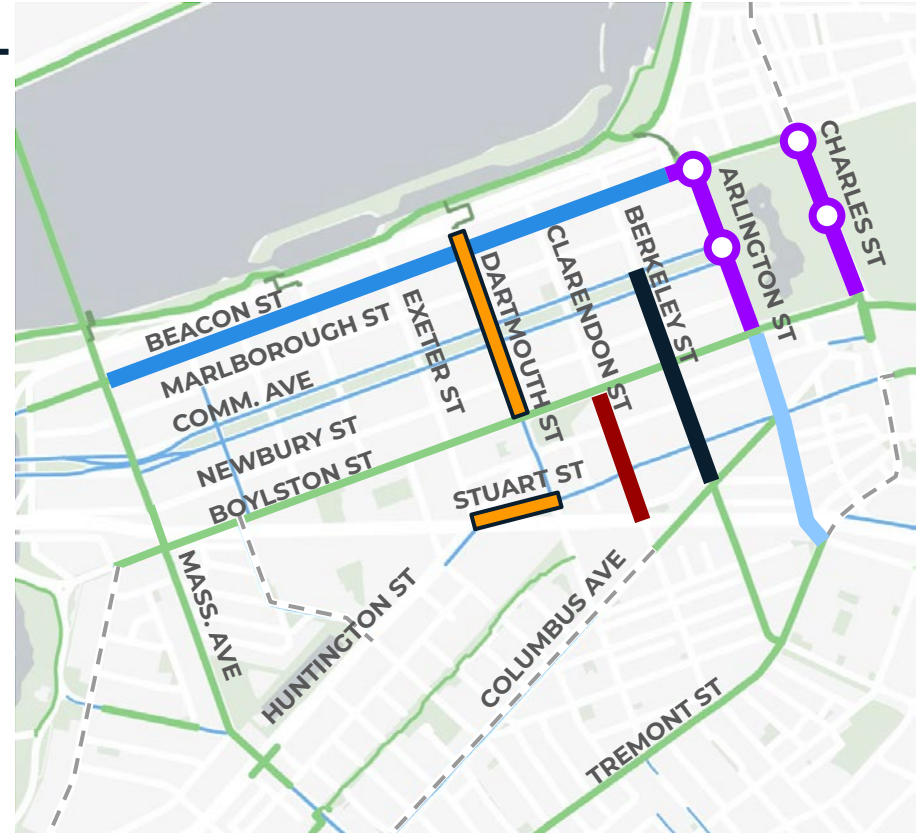 CHARLES ST
ARLINGTON ST
BERKELEY ST
CLARENDON ST
DARTMOUTH ST
EXETER ST
BEACON ST
MARLBOROUGH ST
COMM. AVE
NEWBURY ST
BOYLSTON ST
STUART ST
MASS. AVE
HUNTINGTON ST
COLUMBUS AVE
TREMONT ST